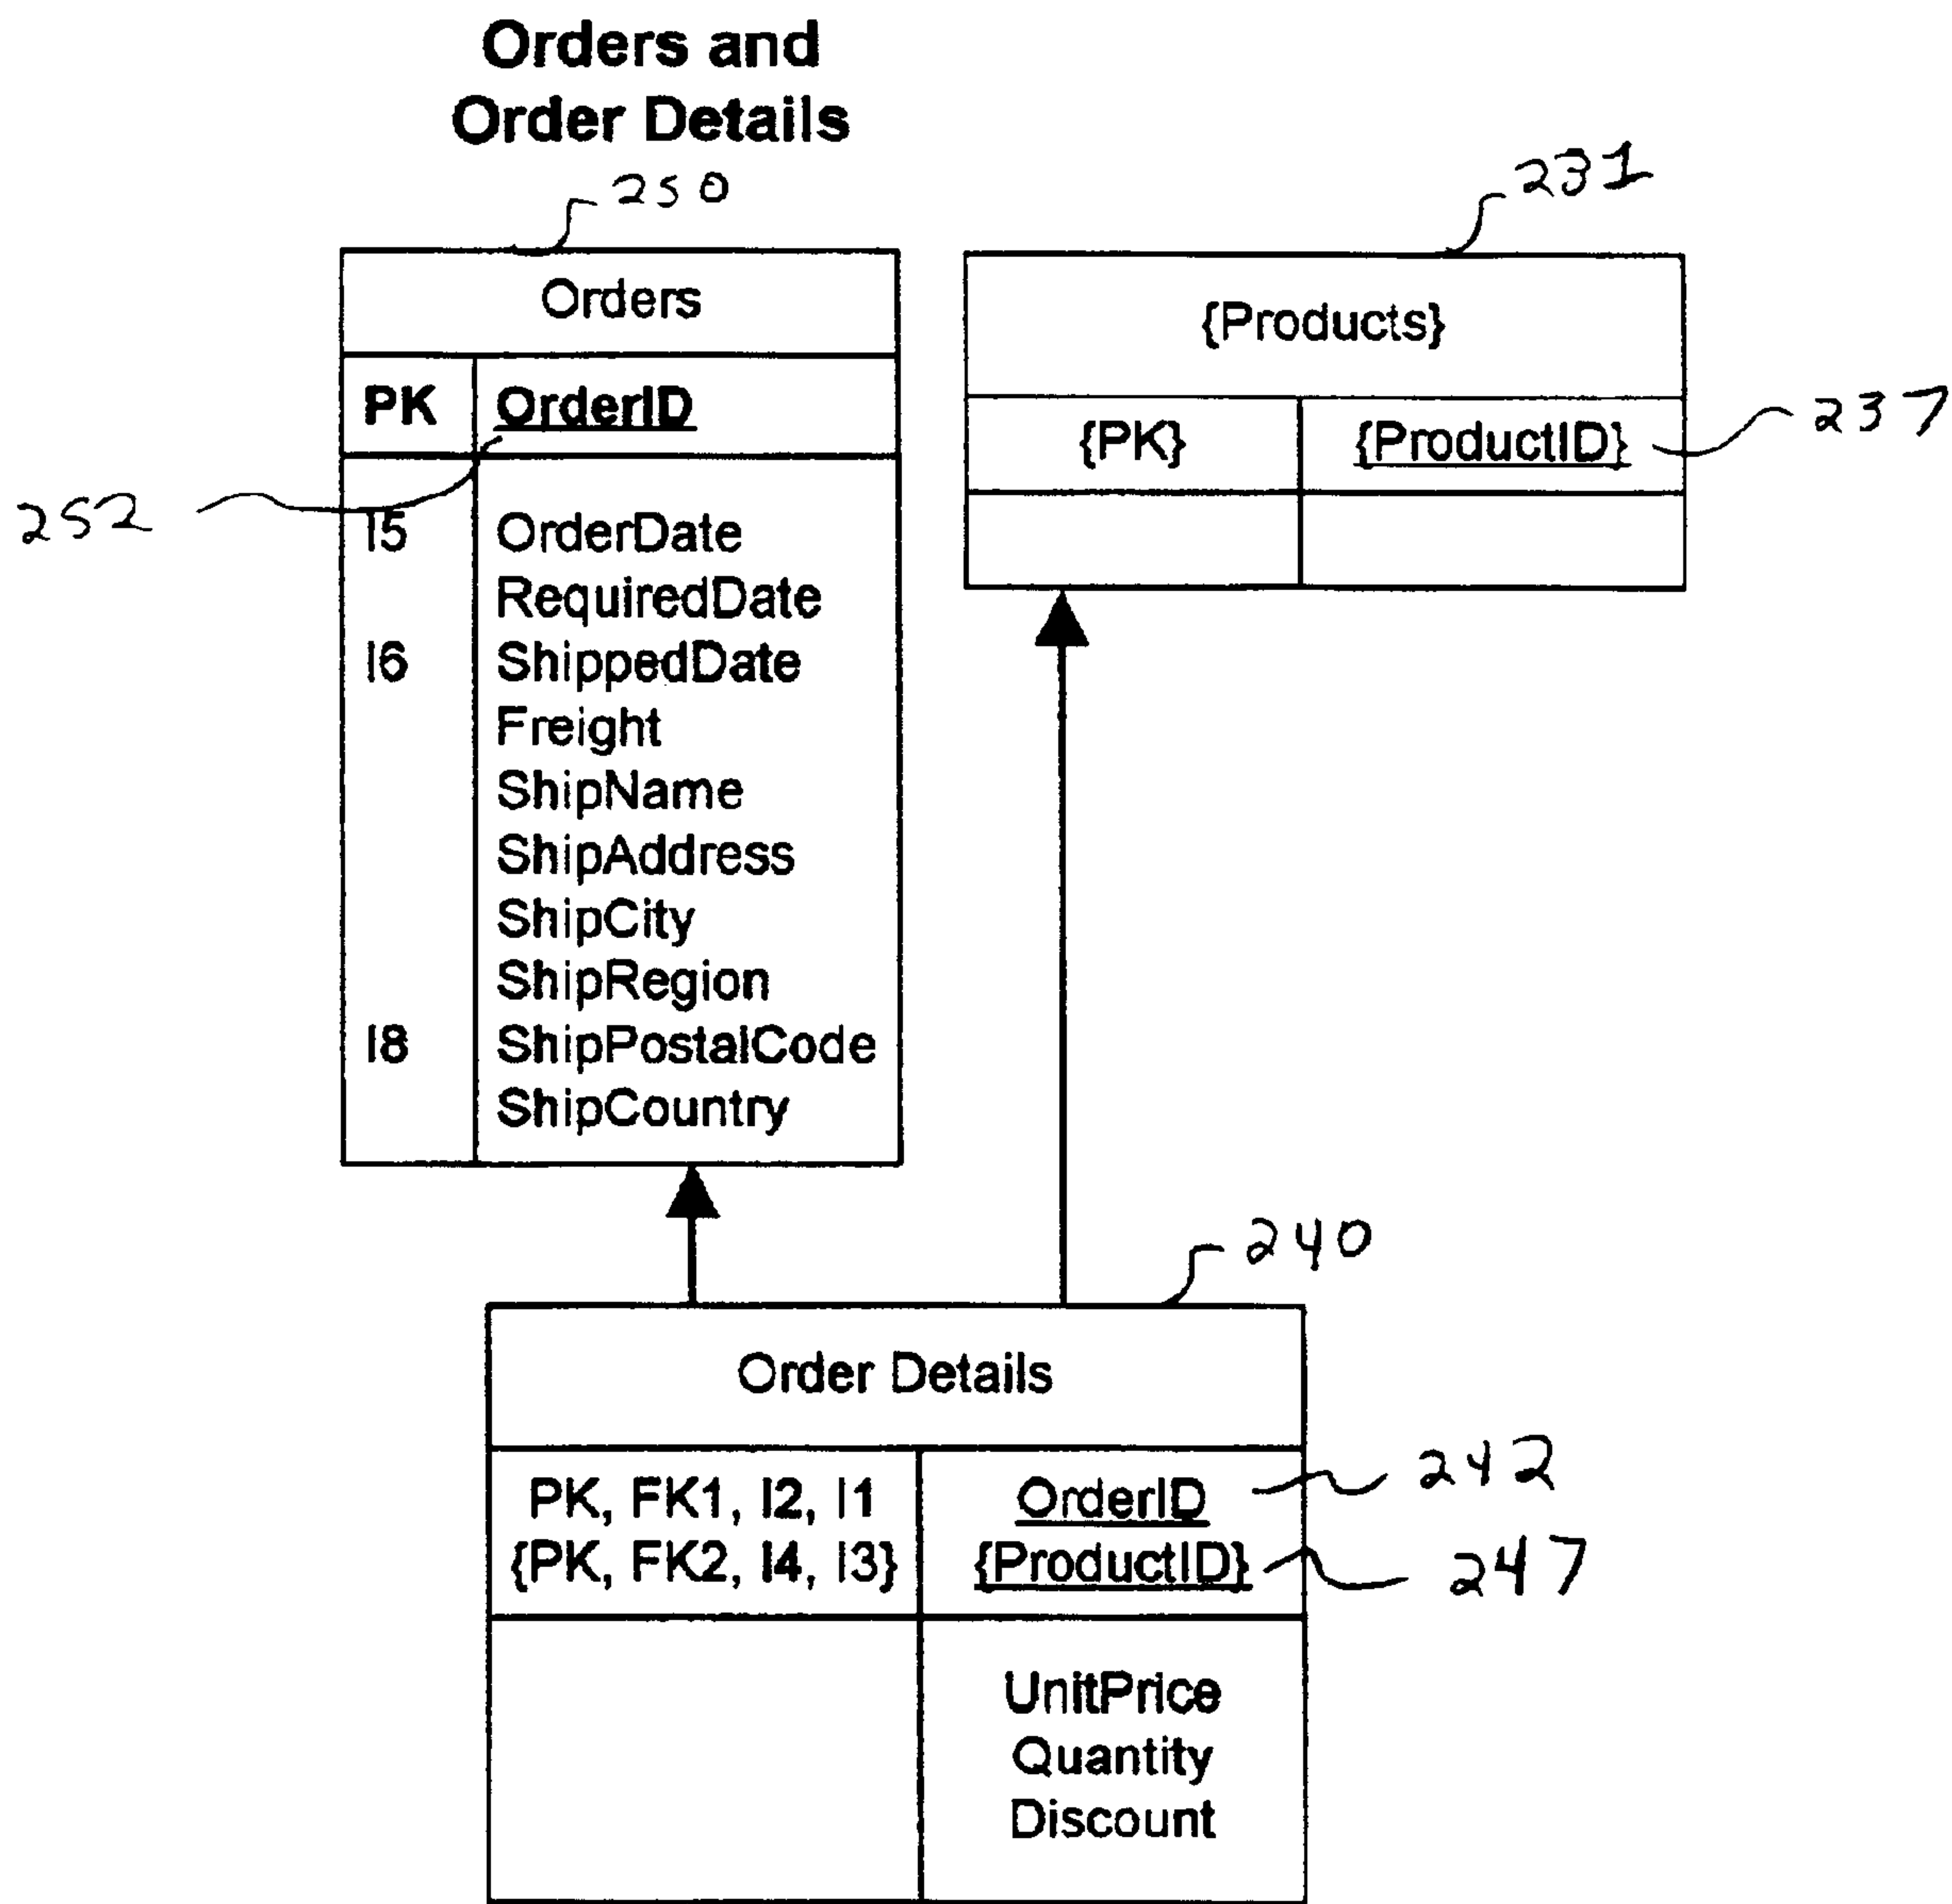 Orders and
Order Details
250
Orders
PK OrderID
252
I5 OrderDate
RequiredDate
I6 ShippedDate
Freight
ShipName
ShipAddress
ShipCity
ShipRegion
I8 ShipPostalCode
ShipCountry
231
{Products}
{PK} {ProductID}
237
240
Order Details
PK, FK1, I2, I1 OrderID
242
{PK, FK2, I4, I3} {ProductID}
247
UnitPrice
Quantity
Discount